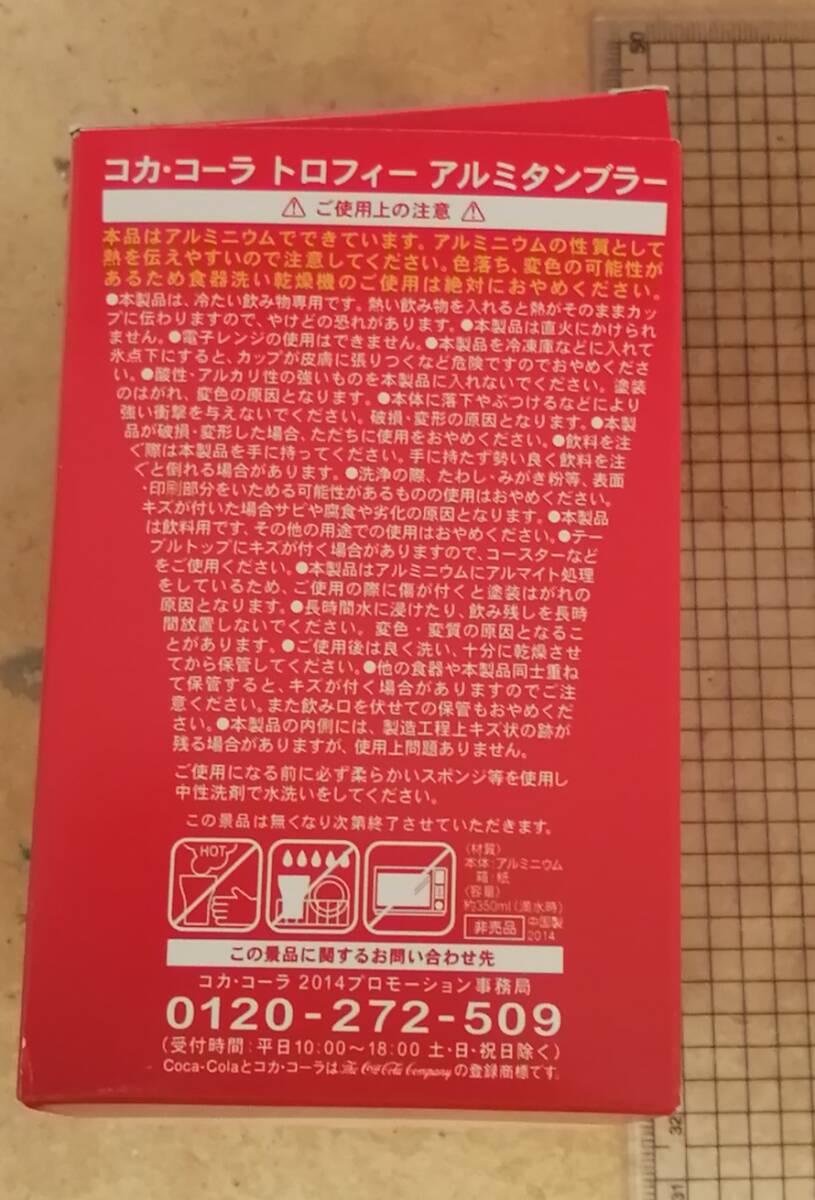 コカ・コーラ トロフィー アルミタンブラー
⚠ ご使用上の注意 ⚠
本品はアルミニウムでできています。アルミニウムの性質として
熱を伝えやすいので注意してください。色落ち、変色の可能性が
あるため食器洗い乾燥機のご使用は絶対におやめください。
●本製品は、冷たい飲み物専用です。熱い飲み物を入れると熱がそのままカッ
プに伝わりますので、やけどの恐れがあります。●本製品は直火にかけられ
ません。●電子レンジの使用はできません。●本製品を冷凍庫などに入れて
氷点下にすると、カップが皮膚に張りつくなど危険ですのでおやめくださ
い。●酸性・アルカリ性の強いものを本製品に入れないでください。塗装
のはがれ、変色の原因となります。●本体に落下やぶつけるなどにより
強い衝撃を与えないでください。破損・変形の原因となります。●本製
品が破損・変形した場合、ただちに使用をおやめください。●飲料を注
ぐ際は本製品を手に持ってください。手に持たず勢い良く飲料を注
ぐと倒れる場合があります。●洗浄の際、たわし・みがき粉等、表面
・印刷部分をいためる可能性があるものの使用はおやめください。
キズが付いた場合サビや腐食や劣化の原因となります。●本製品
は飲料用です、その他の用途での使用はおやめください。●テー
ブルトップにキズが付く場合がありますので、コースターなど
をご使用ください。●本製品はアルミニウムにアルマイト処理
をしているため、ご使用の際に傷が付くと塗装はがれの
原因となります。●長時間水に浸けたり、飲み残しを長時
間放置しないでください。変色・変質の原因となるこ
とがあります。●ご使用後は良く洗い、十分に乾燥させ
てから保管してください。●他の食器や本製品同士重ね
て保管すると、キズが付く場合がありますのでご注
意ください。また飲み口を伏せての保管もおやめくだ
さい。●本製品の内側には、製造工程上キズ状の跡が
残る場合がありますが、使用上問題ありません。
ご使用になる前に必ず柔らかいスポンジ等を使用し
中性洗剤で水洗いをしてください。
この景品は無くなり次第終了させていただきます。
HOT
〈材質〉
本体:アルミニウム
箱:紙
〈容量〉
約350ml(満水時)
非売品 中国製
2014
この景品に関するお問い合わせ先
コカ・コーラ 2014プロモーション事務局
0120-272-509
(受付時間:平日10:00〜18:00 土・日・祝日除く)
Coca-Colaとコカ・コーラはThe Coca-Cola Companyの登録商標です。
50
32
31